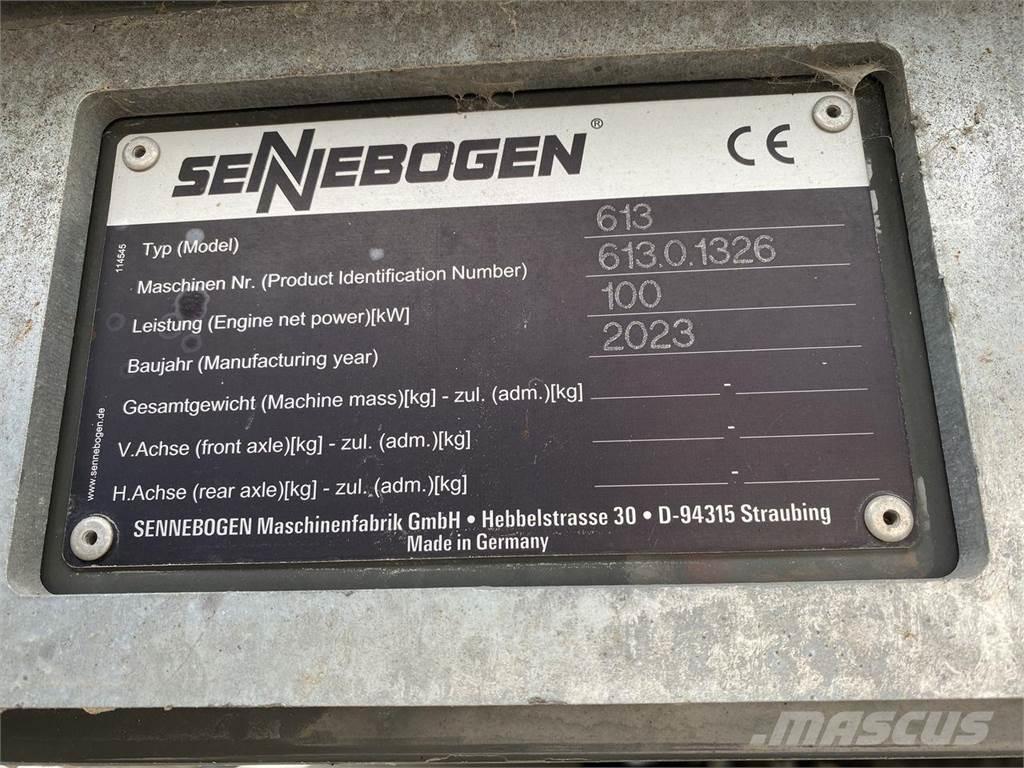 SENNEBOGEN ®
CE
114545
Typ (Model) 613
Maschinen Nr. (Product Identification Number) 613.0.1326
Leistung (Engine net power)[kW] 100
Baujahr (Manufacturing year) 2023
Gesamtgewicht (Machine mass)[kg] - zul. (adm.)[kg] -
V.Achse (front axle)[kg] - zul. (adm.)[kg] -
H.Achse (rear axle)[kg] - zul. (adm.)[kg] -
www.sennebogen.de
SENNEBOGEN Maschinenfabrik GmbH • Hebbelstrasse 30 • D-94315 Straubing
Made in Germany
MASCUS